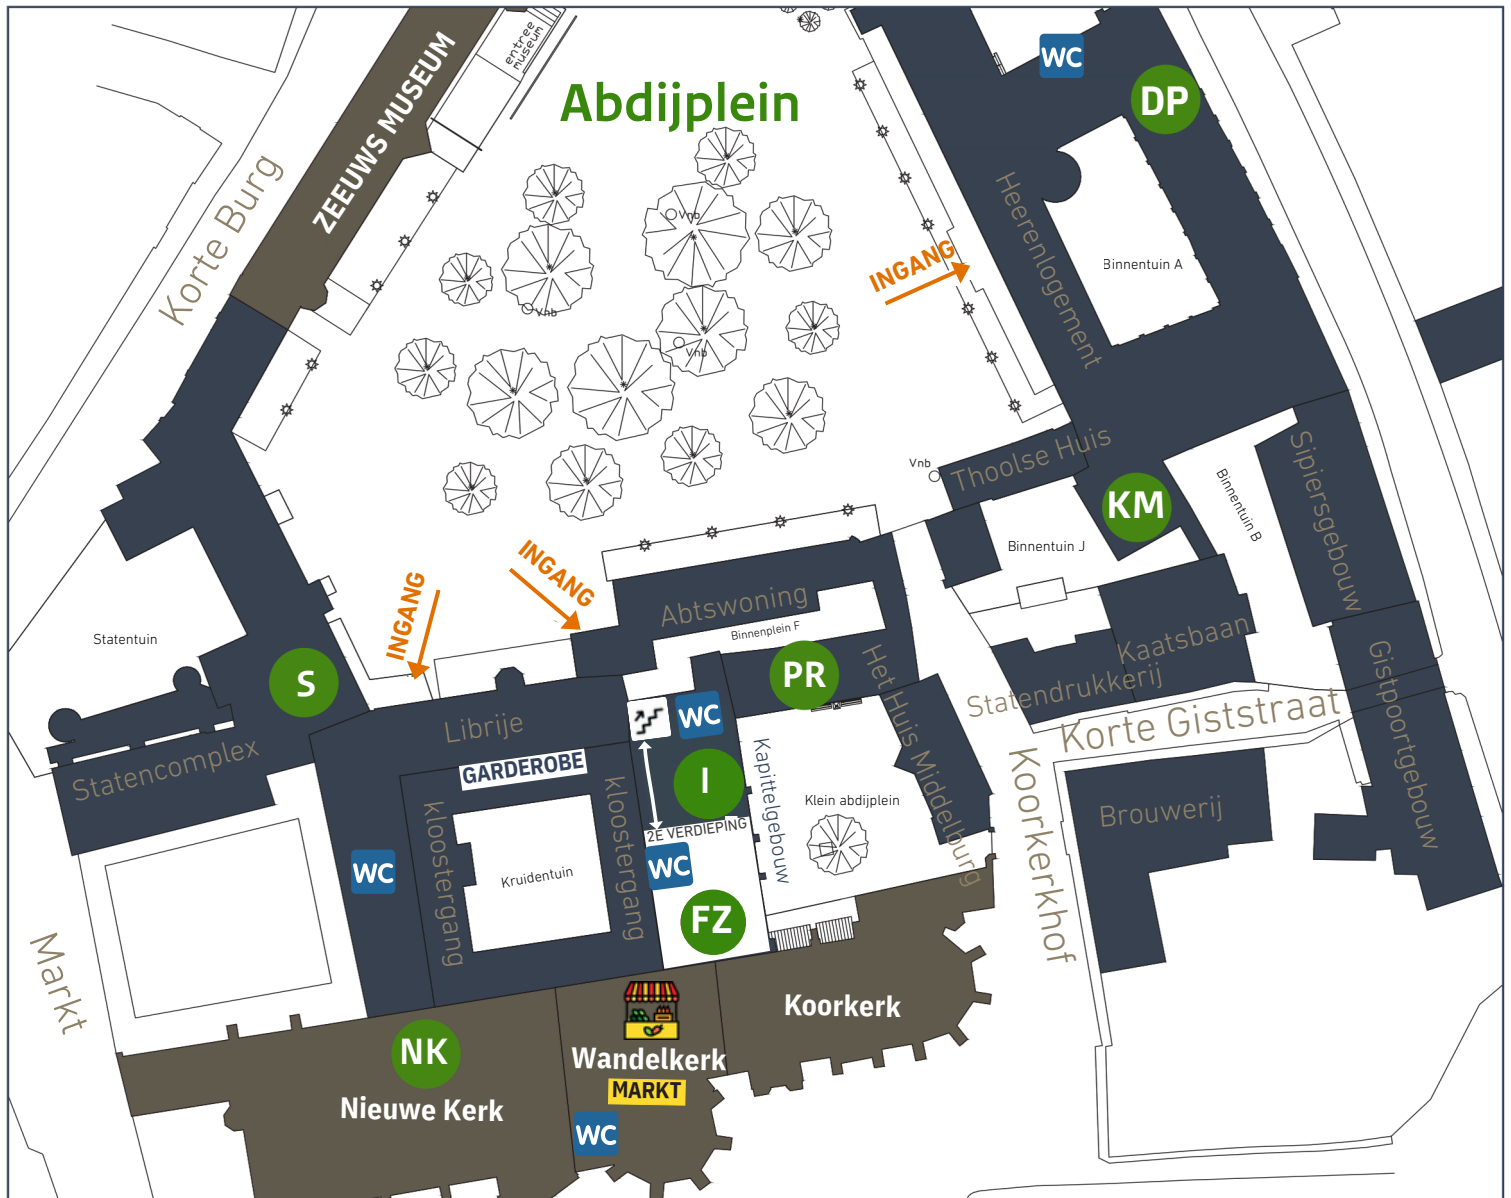 entree
museum
WC
ZEEUWS MUSEUM
Abdijplein
DP
Korte Burg
Vnb
Heerenlogement
INGANG
Binnentuin A
Vnb
Vnb
Thoolse Huis
Vnb
Sipiersgebouw
KM
Binnentuin B
Binnentuin J
INGANG
INGANG
Abtswoning
Binnenplein F
Statentuin
Kaatsbaan
S
PR
Het Huis Middelburg
Statendrukkerij
Gistpoortgebouw
Korte Giststraat
Librije
WC
Statencomplex
GARDEROBE
I
Kapittelgebouw
Koorkerkhof
Klein abdijplein
Brouwerij
kloostergang
kloostergang
2E VERDIEPING
WC
WC
Kruidentuin
FZ
Markt
Koorkerk
NK
Wandelkerk
MARKT
Nieuwe Kerk
WC